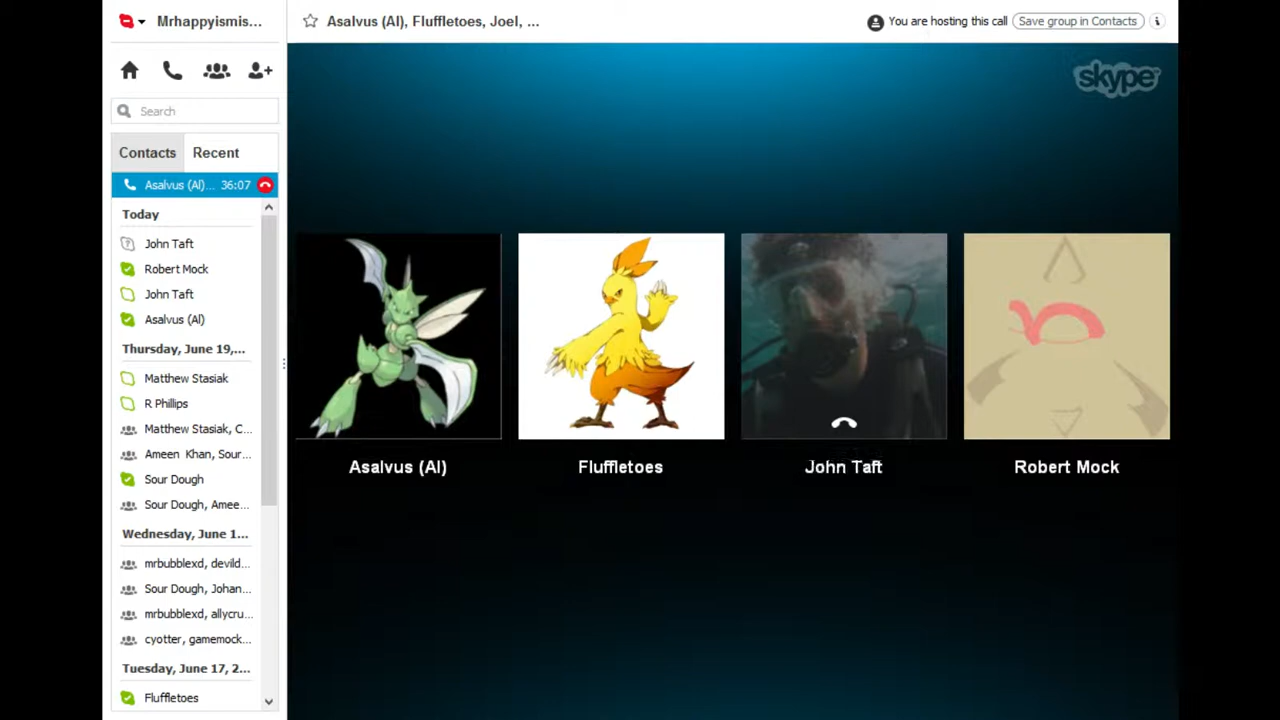 Mrhappyismis...
Asalvus (Al), Fluffletoes, Joel, ...
You are hosting this call
Save group in Contacts
skype
Search
Contacts
Recent
Asalvus (Al)... 36:07
Today
John Taft
Robert Mock
John Taft
Asalvus (Al)
Thursday, June 19,...
Matthew Stasiak
R Phillips
Matthew Stasiak, C...
Ameen Khan, Sour...
Sour Dough
Sour Dough, Amee...
Wednesday, June 1...
mrbubblexd, devild...
Sour Dough, Johan...
mrbubblexd, allycru...
cyotter, gamemock...
Tuesday, June 17, 2...
Fluffletoes
Asalvus (Al)
Fluffletoes
John Taft
Robert Mock